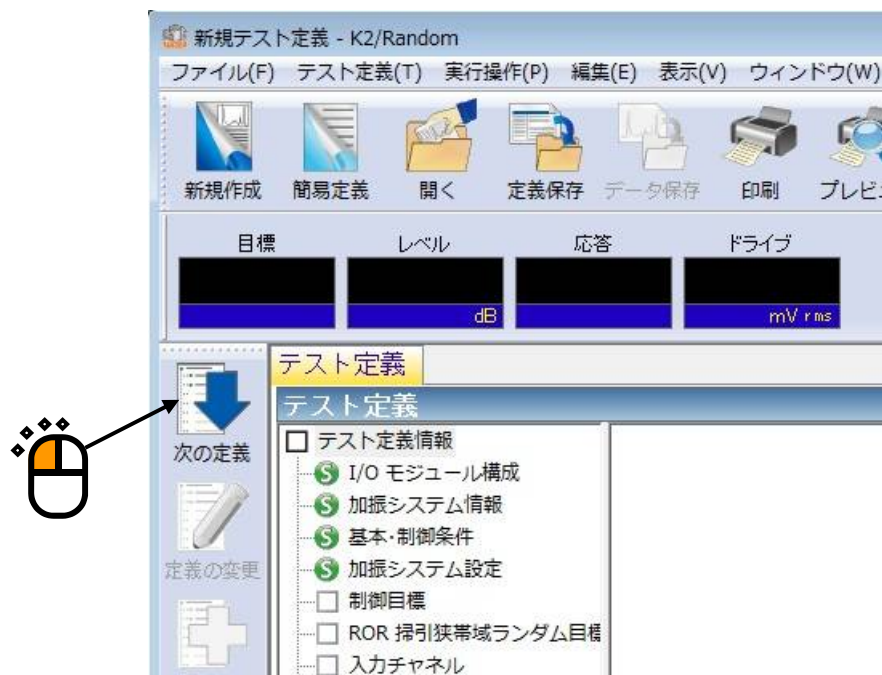 新規テスト定義 - K2/Random
ファイル(F) テスト定義(T) 実行操作(P) 編集(E) 表示(V) ウィンドウ(W)
新規作成 簡易定義 開く 定義保存 データ保存 印刷 プレビ
目標 レベル 応答 ドライブ
dB mV rms
テスト定義
テスト定義
次の定義
定義の変更
テスト定義情報
S I/O モジュール構成
S 加振システム情報
S 基本・制御条件
S 加振システム設定
制御目標
ROR 掃引狭帯域ランダム目標
入力チャネル